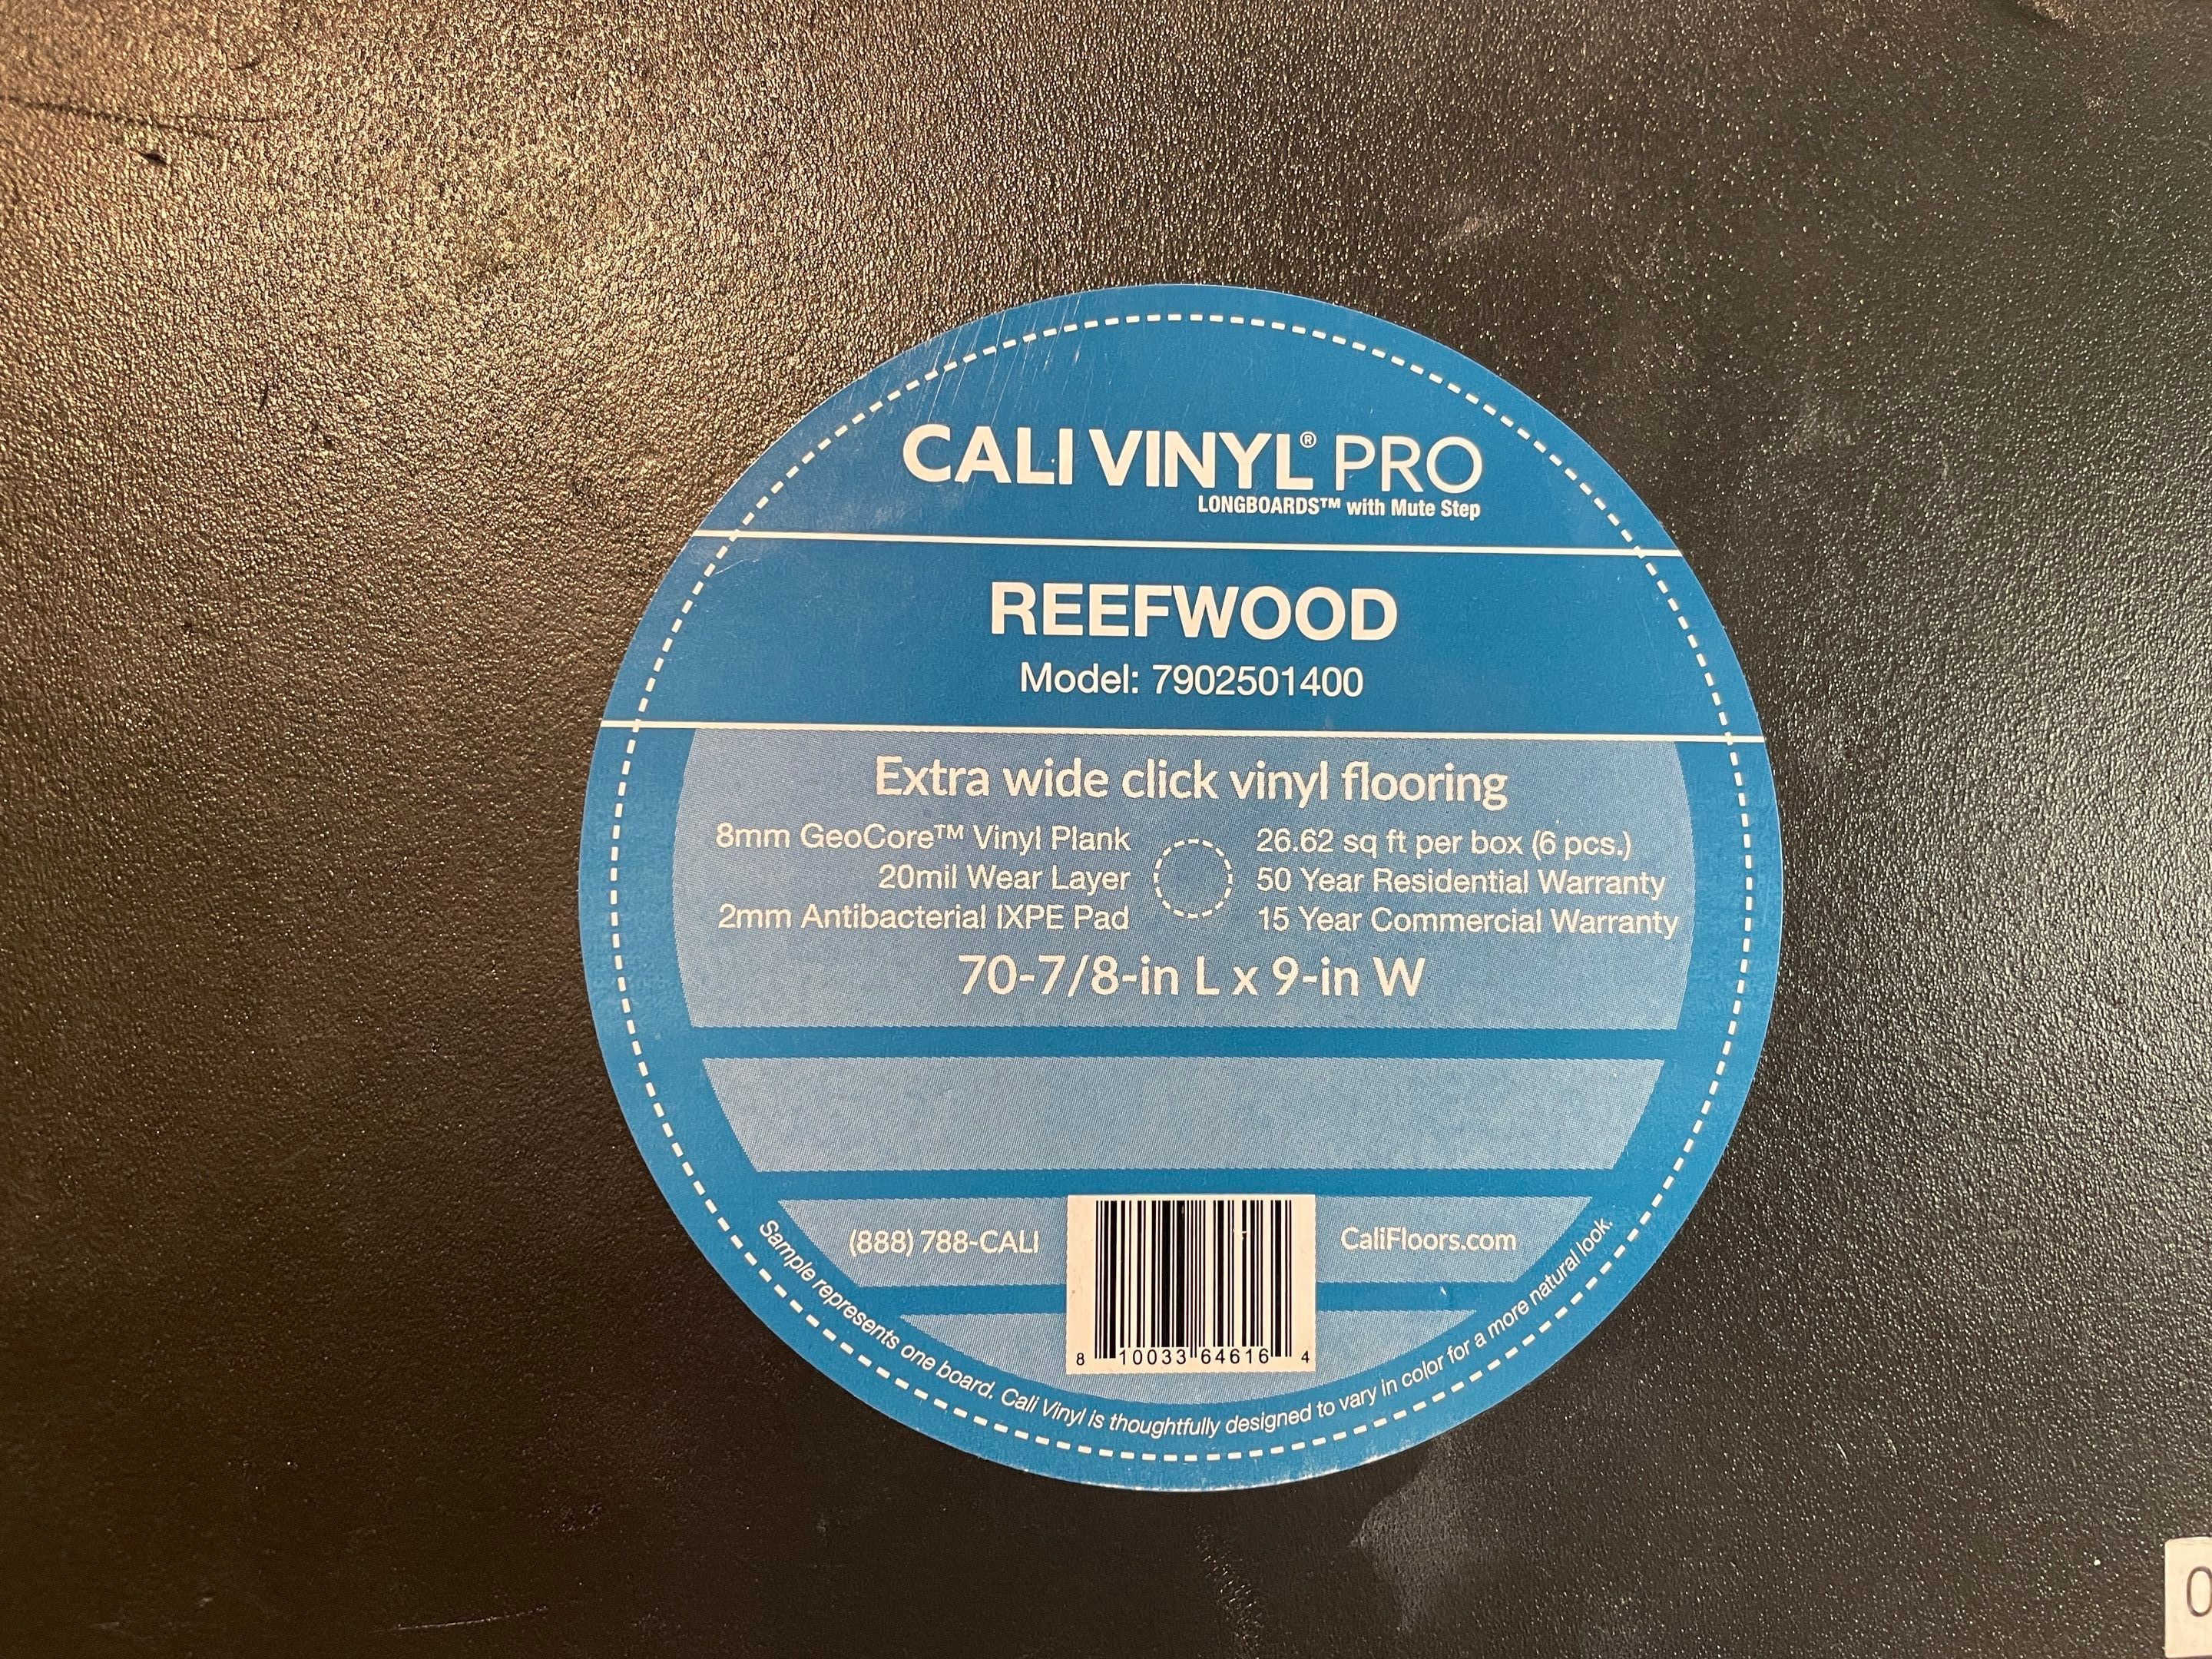 CALI VINYL® PRO
LONGBOARDS™ with Mute Step
REEFWOOD
Model: 7902501400
Extra wide click vinyl flooring
8mm GeoCore™ Vinyl Plank
20mil Wear Layer
2mm Antibacterial IXPE Pad
26.62 sq ft per box (6 pcs.)
50 Year Residential Warranty
15 Year Commercial Warranty
70-7/8-in L x 9-in W
(888) 788-CALI
CaliFloors.com
8 10033 64616 4
Sample represents one board. Cali Vinyl is thoughtfully designed to vary in color for a more natural look.
0